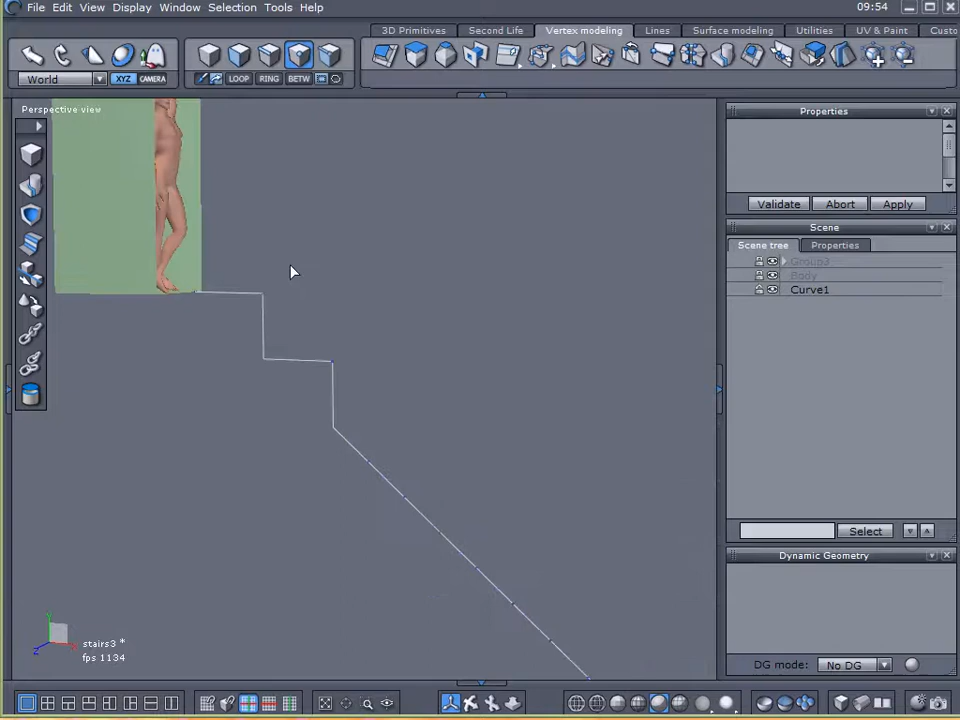 File Edit View Display Window Selection Tools Help
09:54
3D Primitives Second Life Vertex modeling Lines Surface modeling Utilities UV & Paint Custo
World XYZ CAMERA LOOP RING BETW
Perspective view
Properties
Validate Abort Apply
Scene
Scene tree Properties
Group3
Body
Curve1
Select
Dynamic Geometry
DG mode: No DG
Y
Z
X
stairs3 *
fps 1134